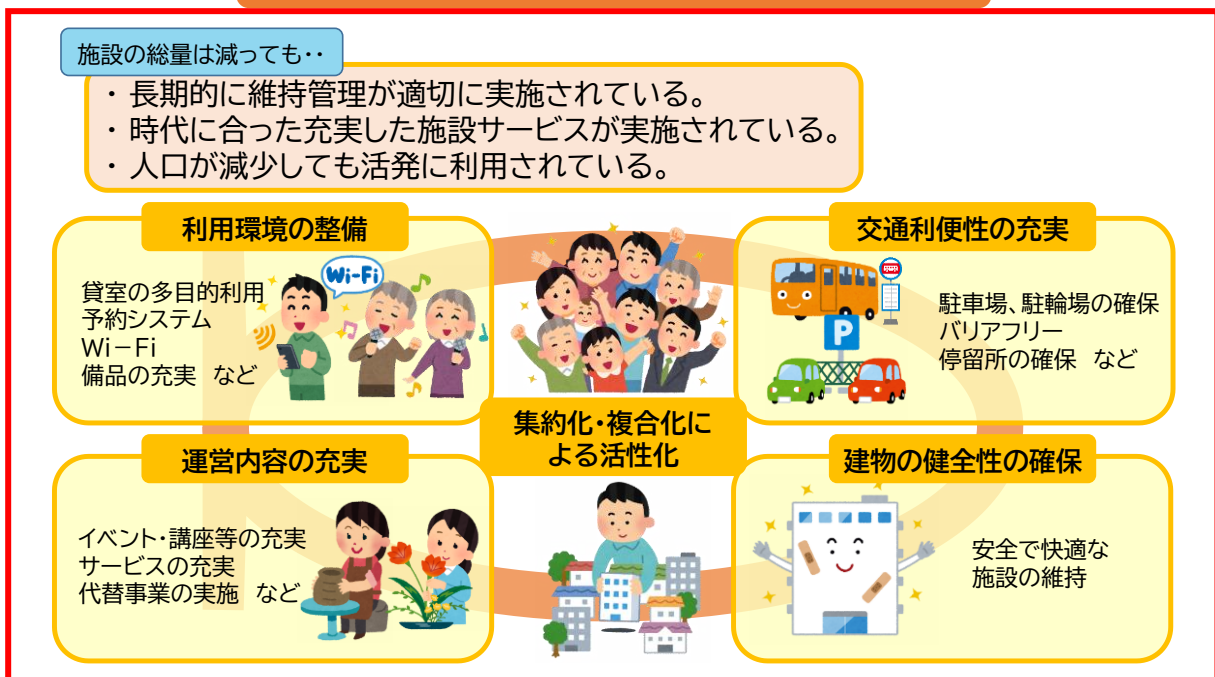 施設の総量は減っても・・
・ 長期的に維持管理が適切に実施されている。
・ 時代に合った充実した施設サービスが実施されている。
・ 人口が減少しても活発に利用されている。
利用環境の整備
貸室の多目的利用
予約システム
Wi－Fi
備品の充実　など
Wi-Fi
交通利便性の充実
駐車場、駐輪場の確保
バリアフリー
停留所の確保　など
P
集約化・複合化に
よる活性化
運営内容の充実
イベント・講座等の充実
サービスの充実
代替事業の実施　など
建物の健全性の確保
安全で快適な
施設の維持